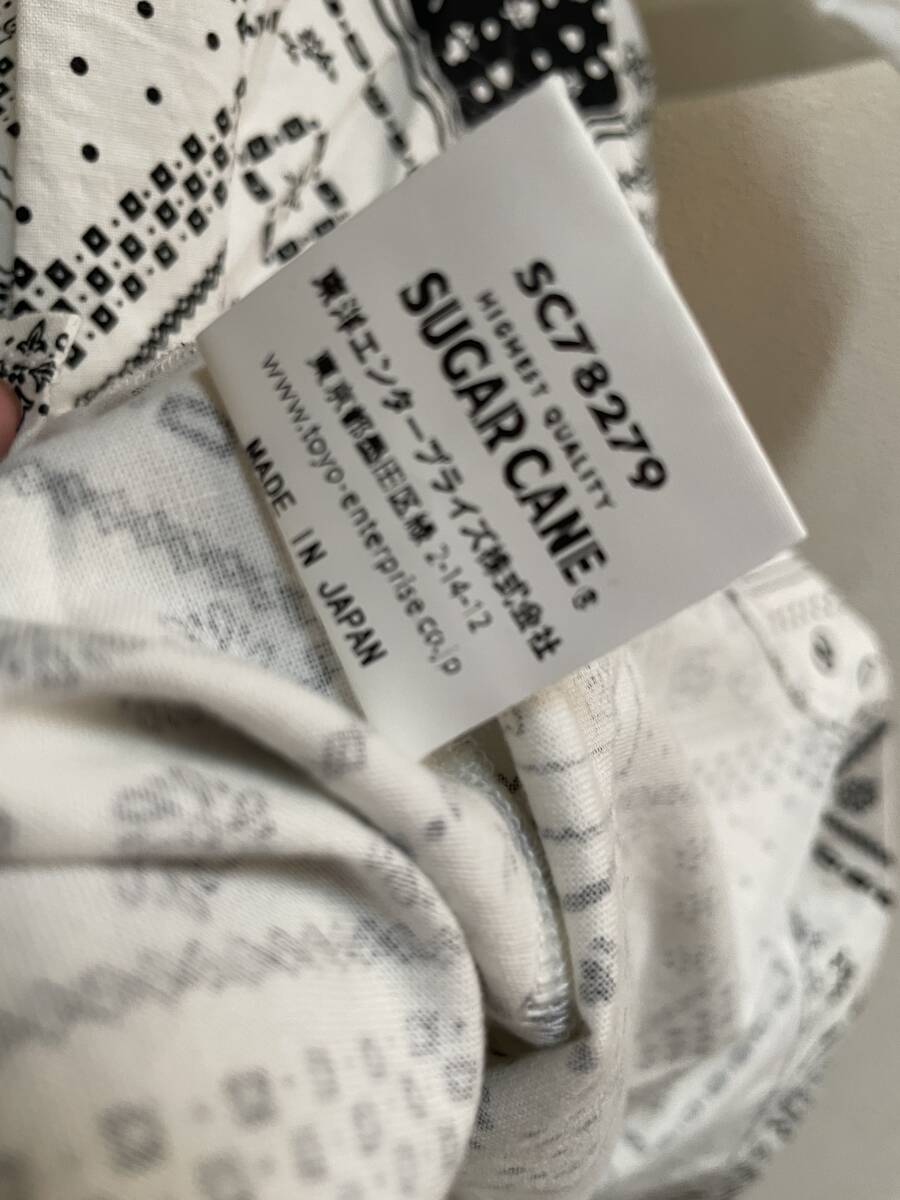 SC78279
HIGHEST QUALITY
SUGAR CANE®
東洋エンタープライズ株式会社
東京都墨田区緑 2-14-12
www.toyo-enterprise.co.jp
MADE IN JAPAN